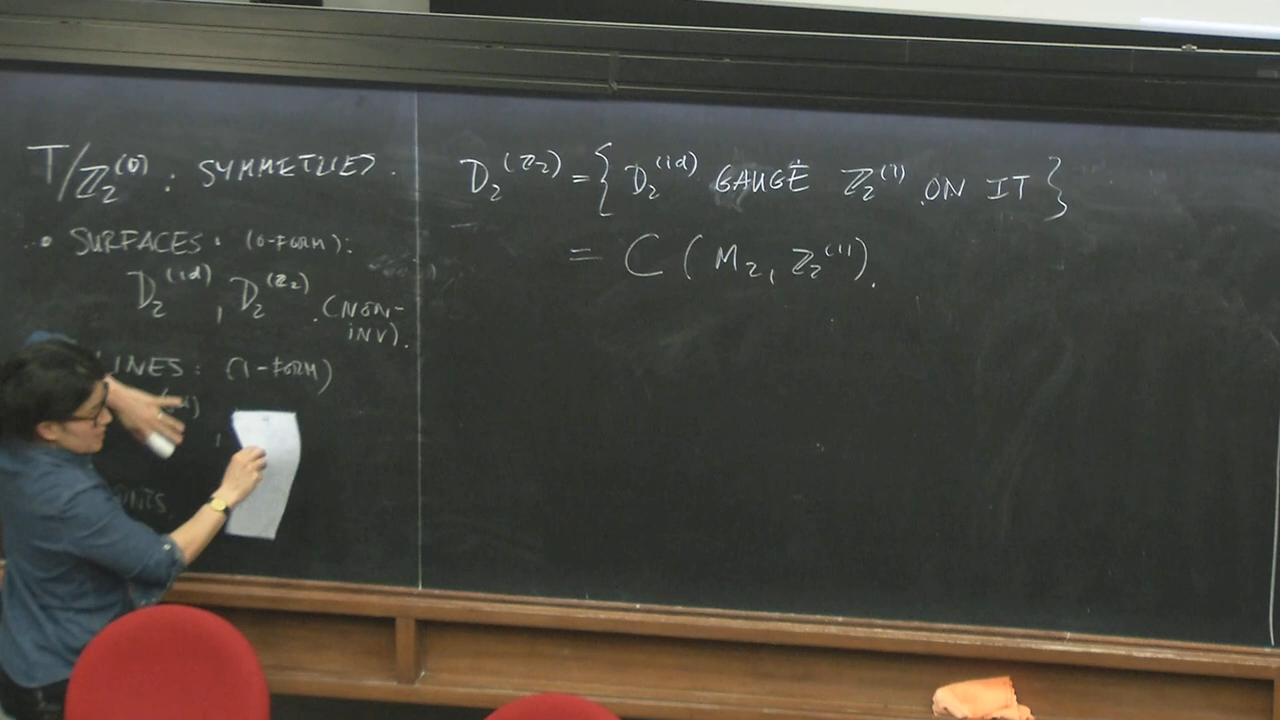 T/ℤ₂⁽⁰⁾ : SYMMETRIES.
• SURFACES: (0-FORM):
D₂⁽ⁱᵈ⁾, D₂⁽ℤ₂⁾. (NON-
INV).
LINES: (1-FORM)
D₂⁽ℤ₂⁾ = { D₂⁽ⁱᵈ⁾ GAUGE ℤ₂⁽¹⁾ ON IT }
= C(M₂, ℤ₂⁽¹⁾).